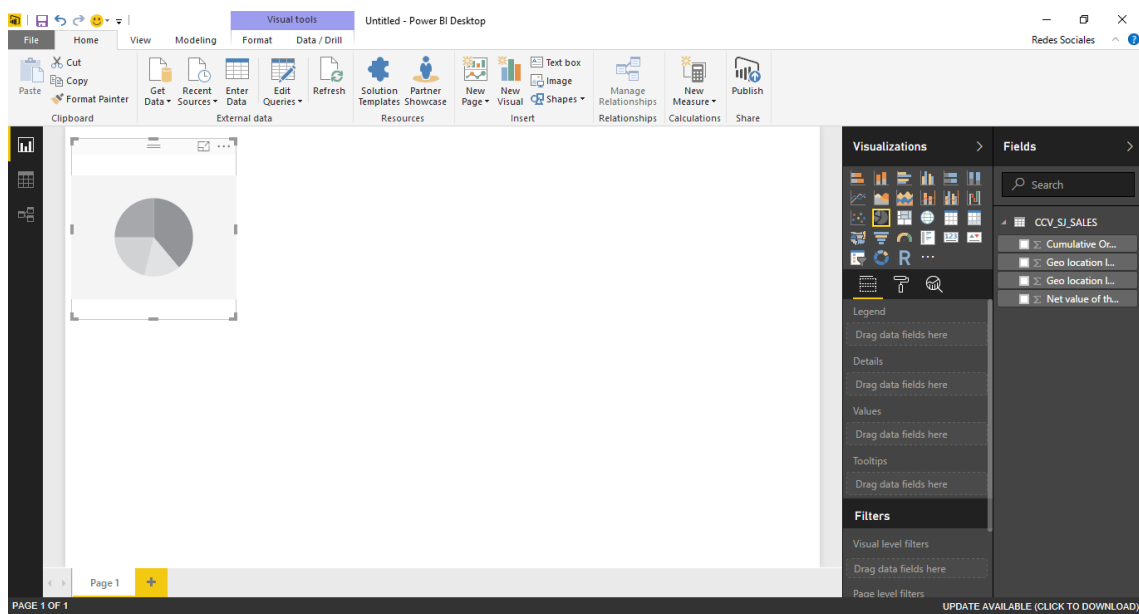 Visual tools
Untitled - Power BI Desktop
File
Home
View
Modeling
Format
Data / Drill
Redes Sociales
?
Paste
Cut
Copy
Format Painter
Clipboard
Get Data
Recent Sources
Enter Data
Edit Queries
Refresh
External data
Solution Templates
Partner Showcase
Resources
New Page
New Visual
Text box
Image
Shapes
Insert
Manage Relationships
Relationships
New Measure
Calculations
Publish
Share
Visualizations
Fields
Search
CCV_SJ_SALES
Σ Cumulative Or...
Σ Geo location l...
Σ Geo location l...
Σ Net value of th...
123
R
Legend
Drag data fields here
Details
Drag data fields here
Values
Drag data fields here
Tooltips
Drag data fields here
Filters
Visual level filters
Drag data fields here
Page level filters
Page 1
+
PAGE 1 OF 1
UPDATE AVAILABLE (CLICK TO DOWNLOAD)